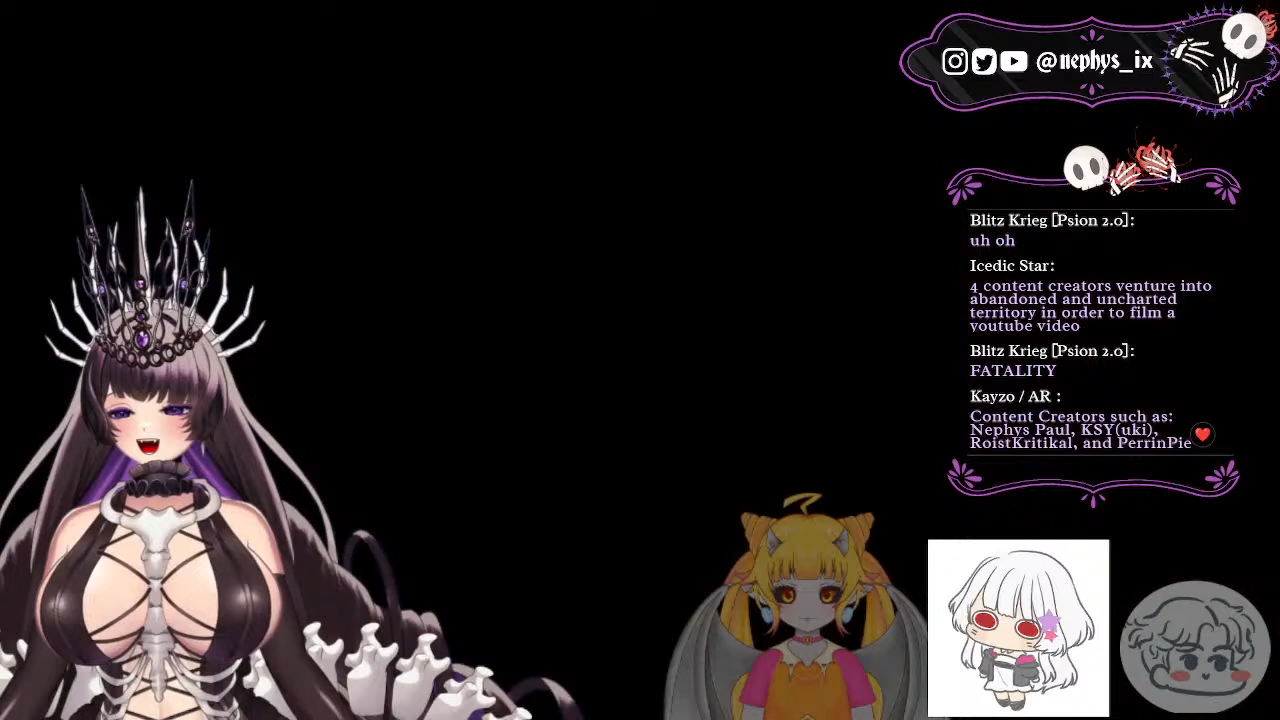 @nephys_ix
Blitz Krieg [Psion 2.0]:
uh oh
Icedic Star:
4 content creators venture into
abandoned and uncharted
territory in order to film a
youtube video
Blitz Krieg [Psion 2.0]:
FATALITY
Kayzo / AR :
Content Creators such as:
Nephys Paul, KSY(uki),
RoistKritikal, and PerrinPie